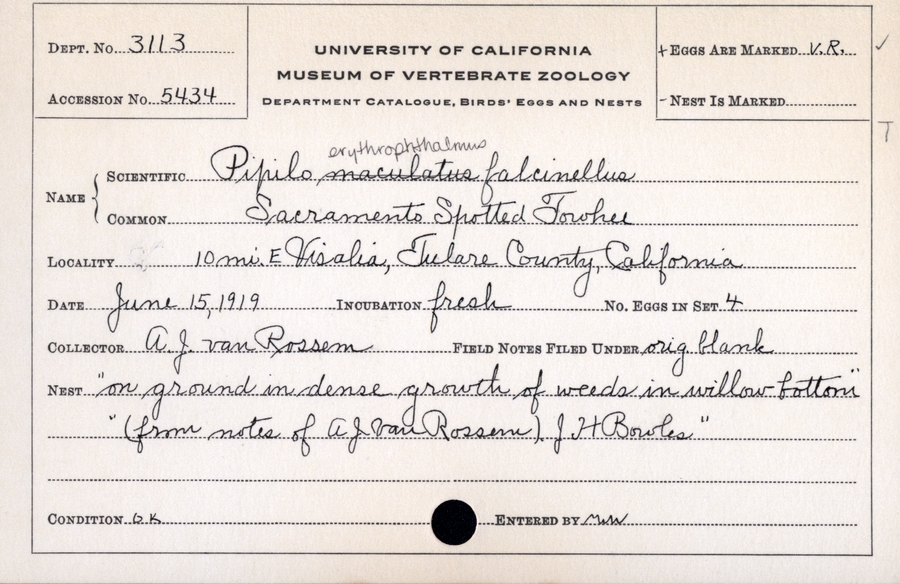 DEPT. No. 3113
ACCESSION No. 5434
UNIVERSITY OF CALIFORNIA
MUSEUM OF VERTEBRATE ZOOLOGY
DEPARTMENT CATALOGUE, BIRDS' EGGS AND NESTS
+ EGGS ARE MARKED V.R. ✓
- NEST IS MARKED
T
erythrophthalmus
NAME { SCIENTIFIC Pipilo maculatus falcinellus
COMMON Sacramento Spotted Towhee
LOCALITY 10 mi. E Visalia, Tulare County, California
DATE June 15, 1919 INCUBATION fresh No. EGGS IN SET 4
COLLECTOR A. J. van Rossem FIELD NOTES FILED UNDER orig blank
NEST "on ground in dense growth of weeds in willow bottom"
"(from notes of A J Van Rossem). J H Bowles"
CONDITION O.K. ENTERED BY